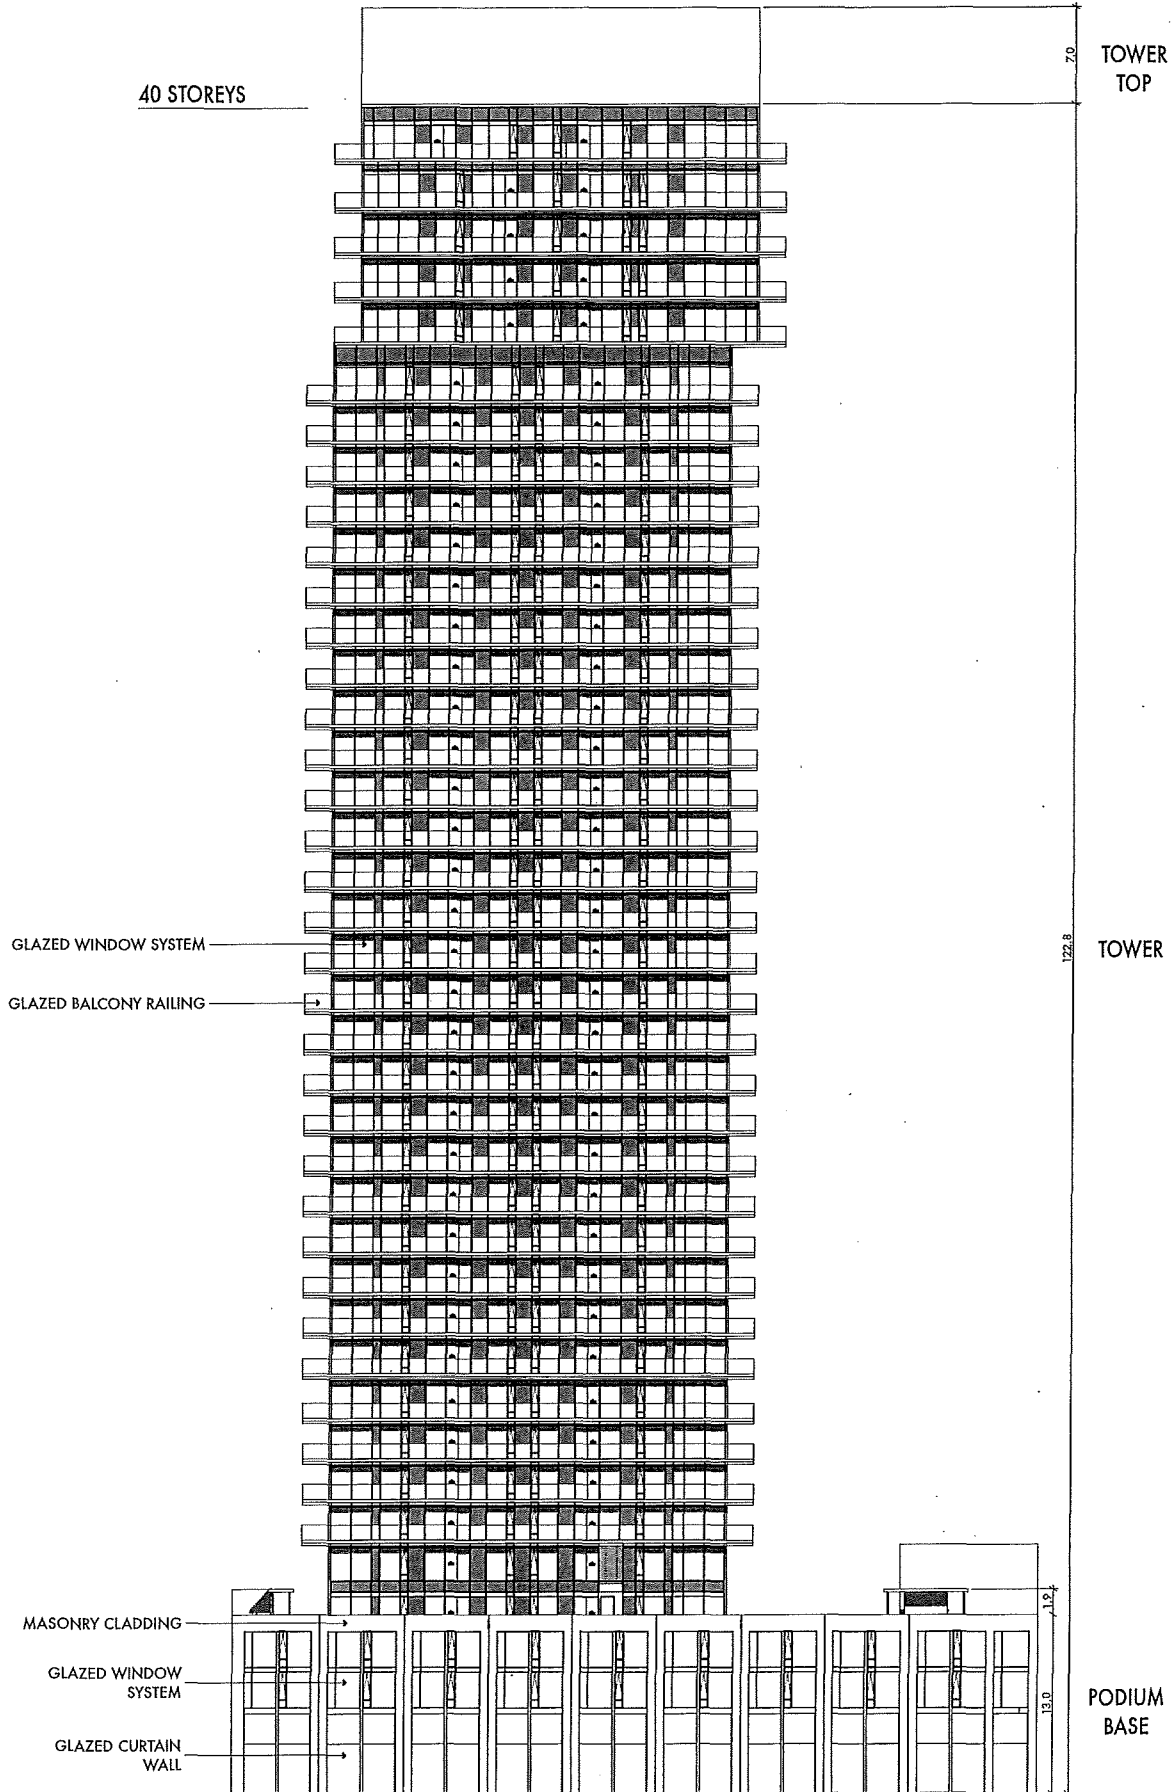 7.0
TOWER
TOP
40 STOREYS
GLAZED WINDOW SYSTEM
122.8
TOWER
GLAZED BALCONY RAILING
1.9
MASONRY CLADDING
GLAZED WINDOW
SYSTEM
13.0
PODIUM
BASE
GLAZED CURTAIN
WALL